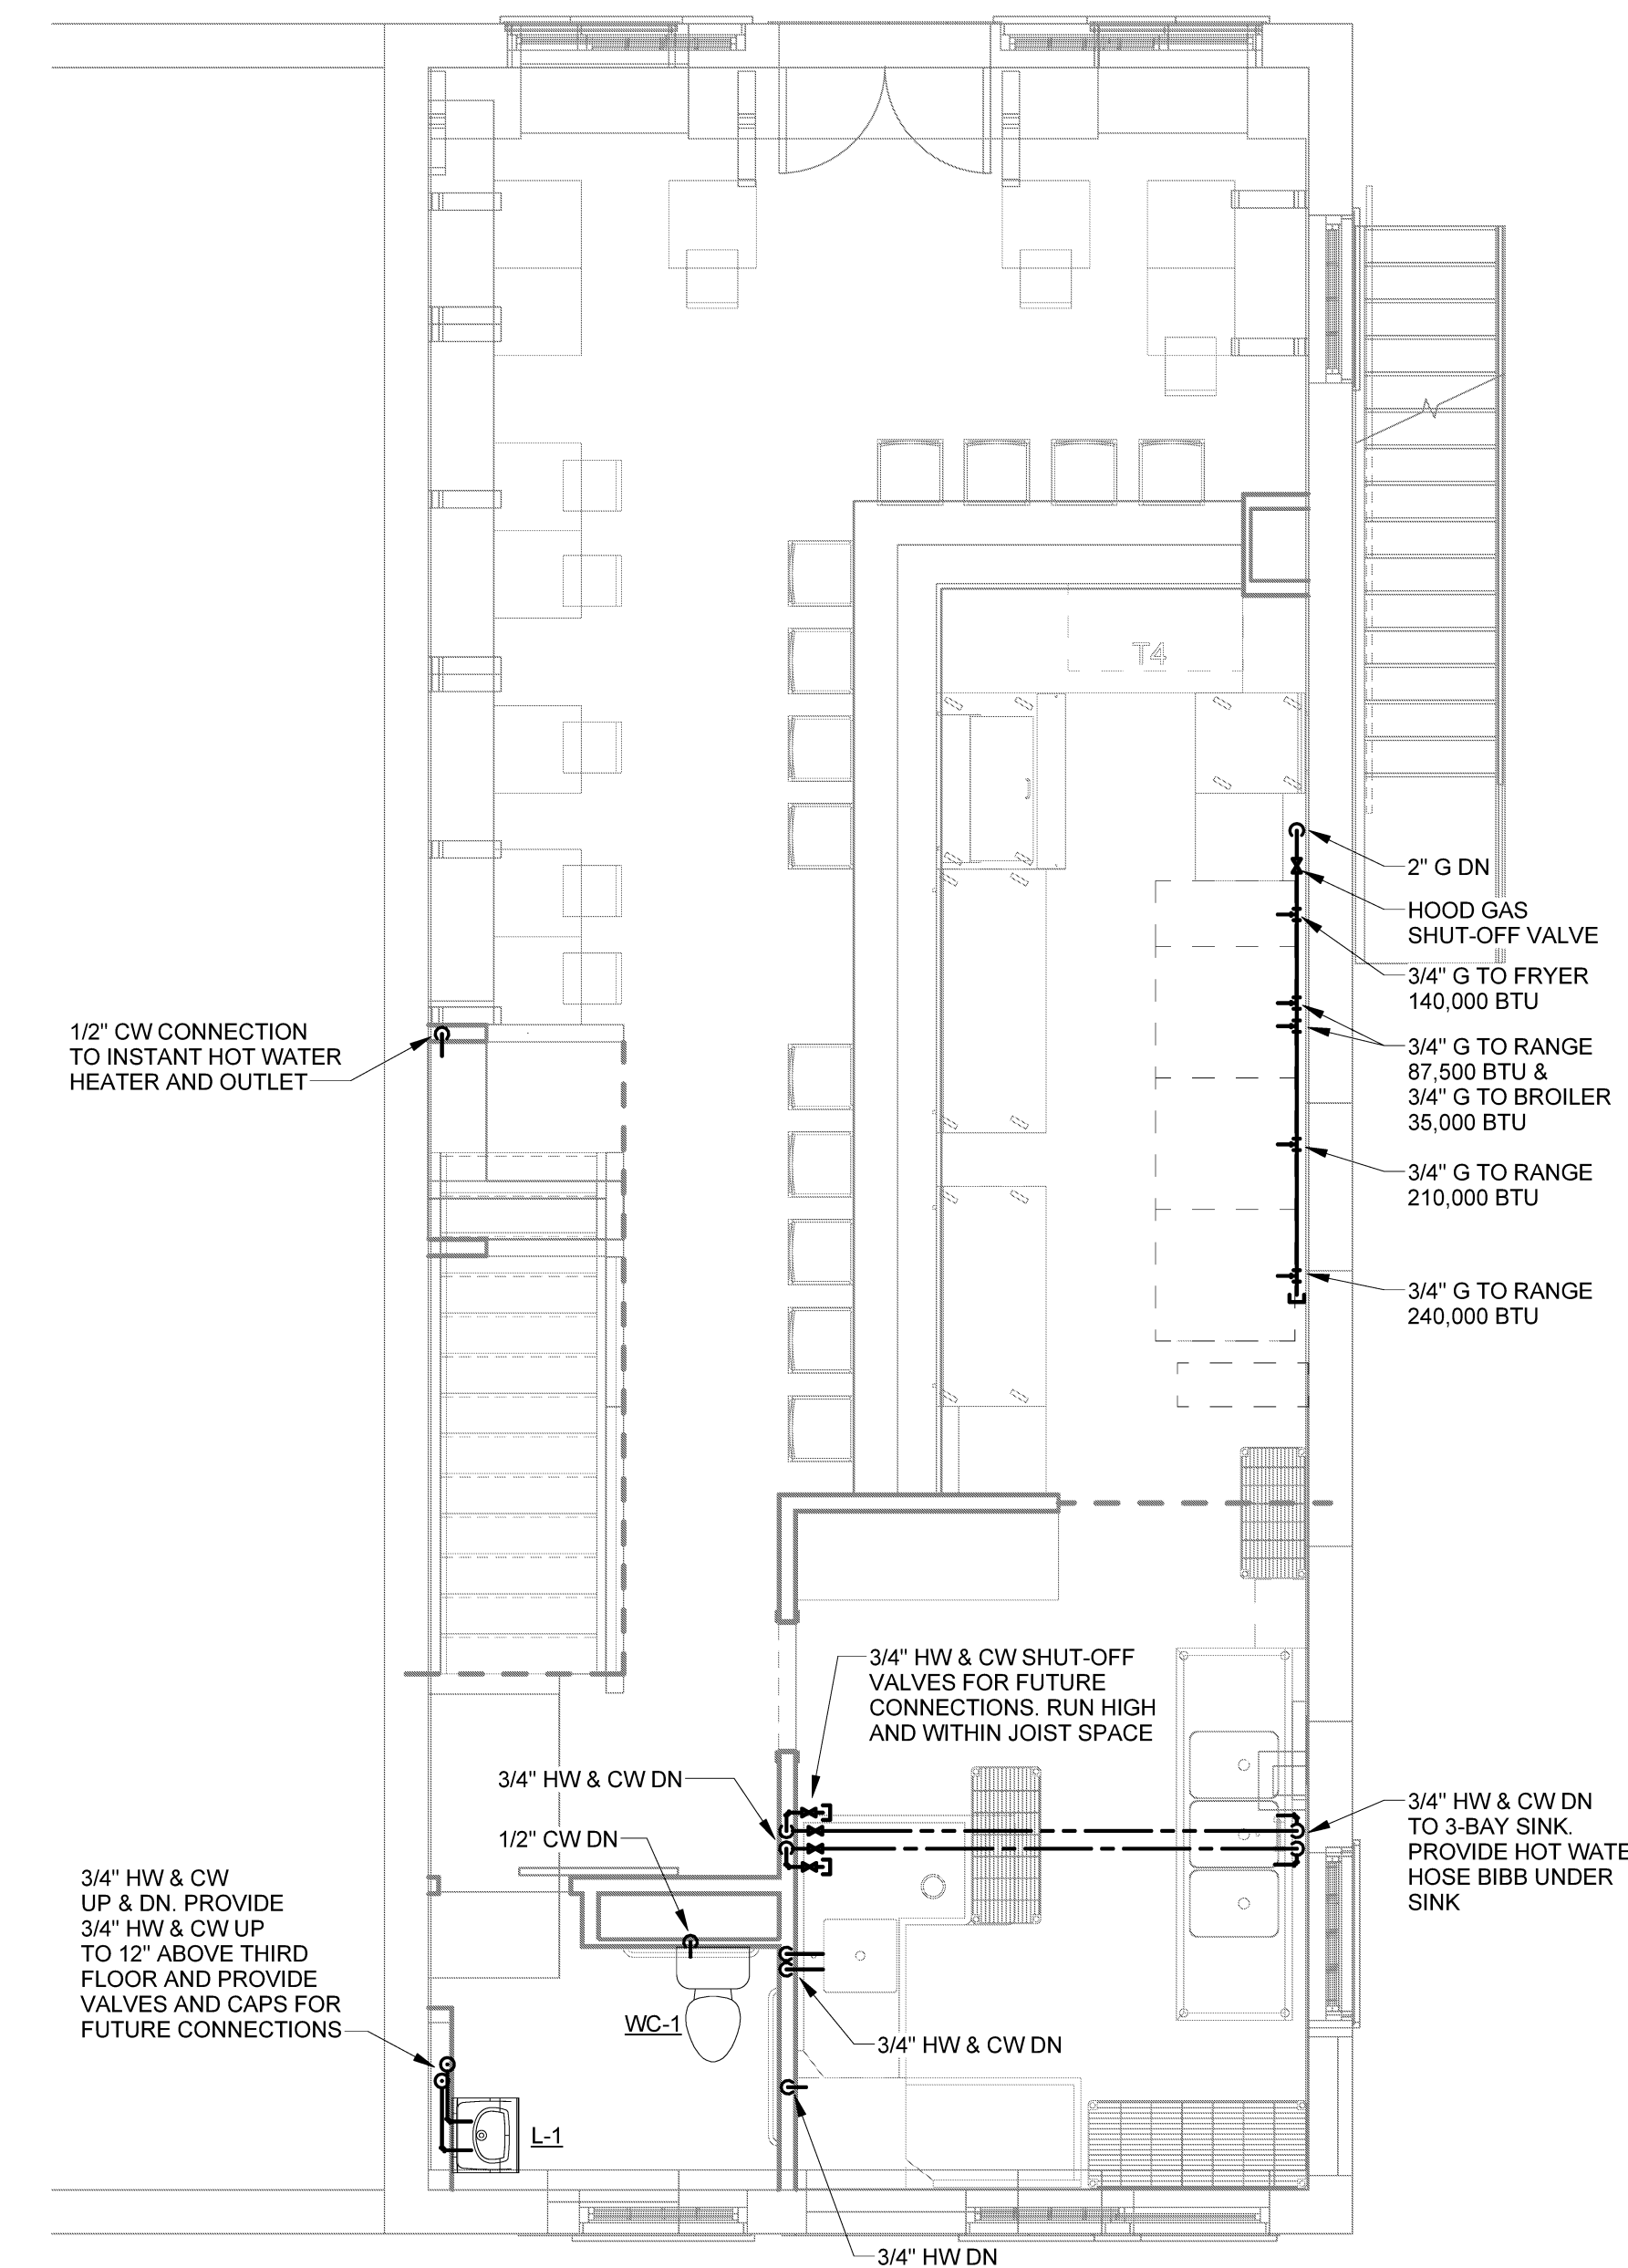 T4
2" G DN
HOOD GAS
SHUT-OFF VALVE
3/4" G TO FRYER
140,000 BTU
1/2" CW CONNECTION
TO INSTANT HOT WATER
HEATER AND OUTLET
3/4" G TO RANGE
87,500 BTU &
3/4" G TO BROILER
35,000 BTU
3/4" G TO RANGE
210,000 BTU
3/4" G TO RANGE
240,000 BTU
3/4" HW & CW SHUT-OFF
VALVES FOR FUTURE
CONNECTIONS. RUN HIGH
AND WITHIN JOIST SPACE
3/4" HW & CW DN
1/2" CW DN
3/4" HW & CW DN
TO 3-BAY SINK.
PROVIDE HOT WATE
HOSE BIBB UNDER
SINK
3/4" HW & CW
UP & DN. PROVIDE
3/4" HW & CW UP
TO 12" ABOVE THIRD
FLOOR AND PROVIDE
VALVES AND CAPS FOR
FUTURE CONNECTIONS
WC-1
3/4" HW & CW DN
L-1
3/4" HW DN